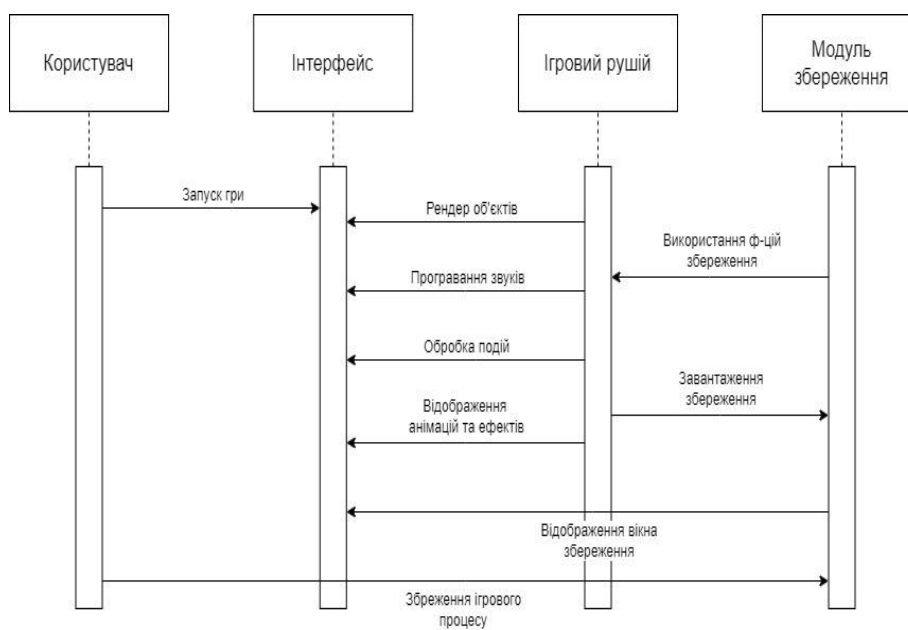 Користувач
Інтерфейс
Ігровий рушій
Модуль
збереження
Запуск гри
Рендер об'єктів
Використання ф-цій
збереження
Програвання звуків
Обробка подій
Завантаження
збереження
Відображення
анімацій та ефектів
Відображення вікна
збереження
Збреження ігрового
процесу